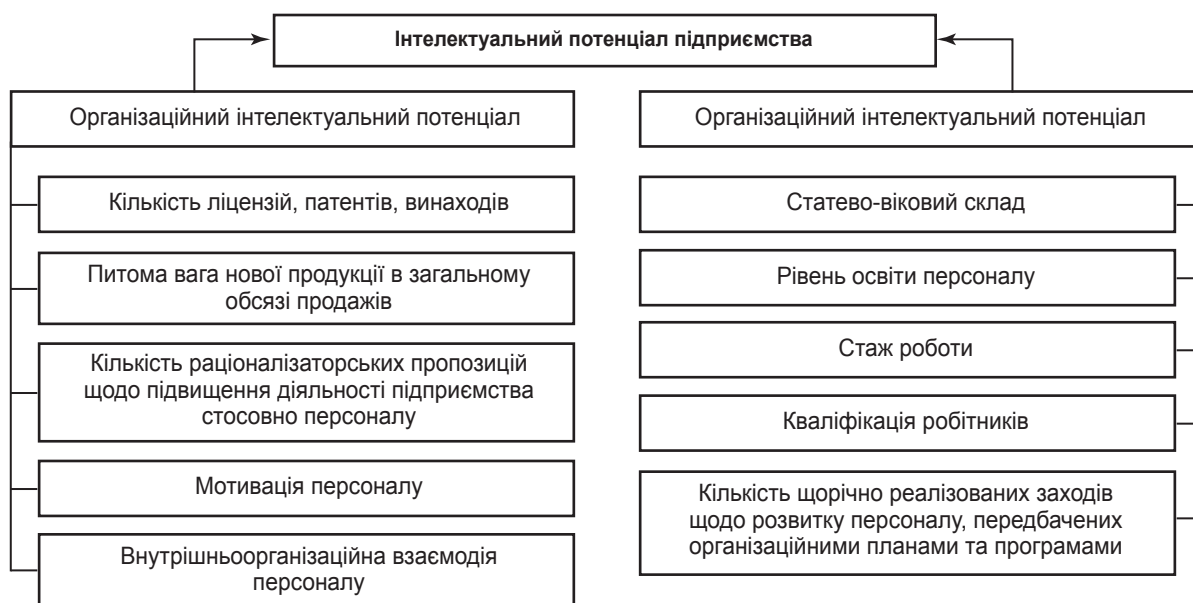 Інтелектуальний потенціал підприємства
Організаційний інтелектуальний потенціал
Кількість ліцензій, патентів, винаходів
Питома вага нової продукції в загальному
обсязі продажів
Кількість раціоналізаторських пропозицій
щодо підвищення діяльності підприємства
стосовно персоналу
Мотивація персоналу
Внутрішньоорганізаційна взаємодія
персоналу
Організаційний інтелектуальний потенціал
Статево-віковий склад
Рівень освіти персоналу
Стаж роботи
Кваліфікація робітників
Кількість щорічно реалізованих заходів
щодо розвитку персоналу, передбачених
організаційними планами та програмами